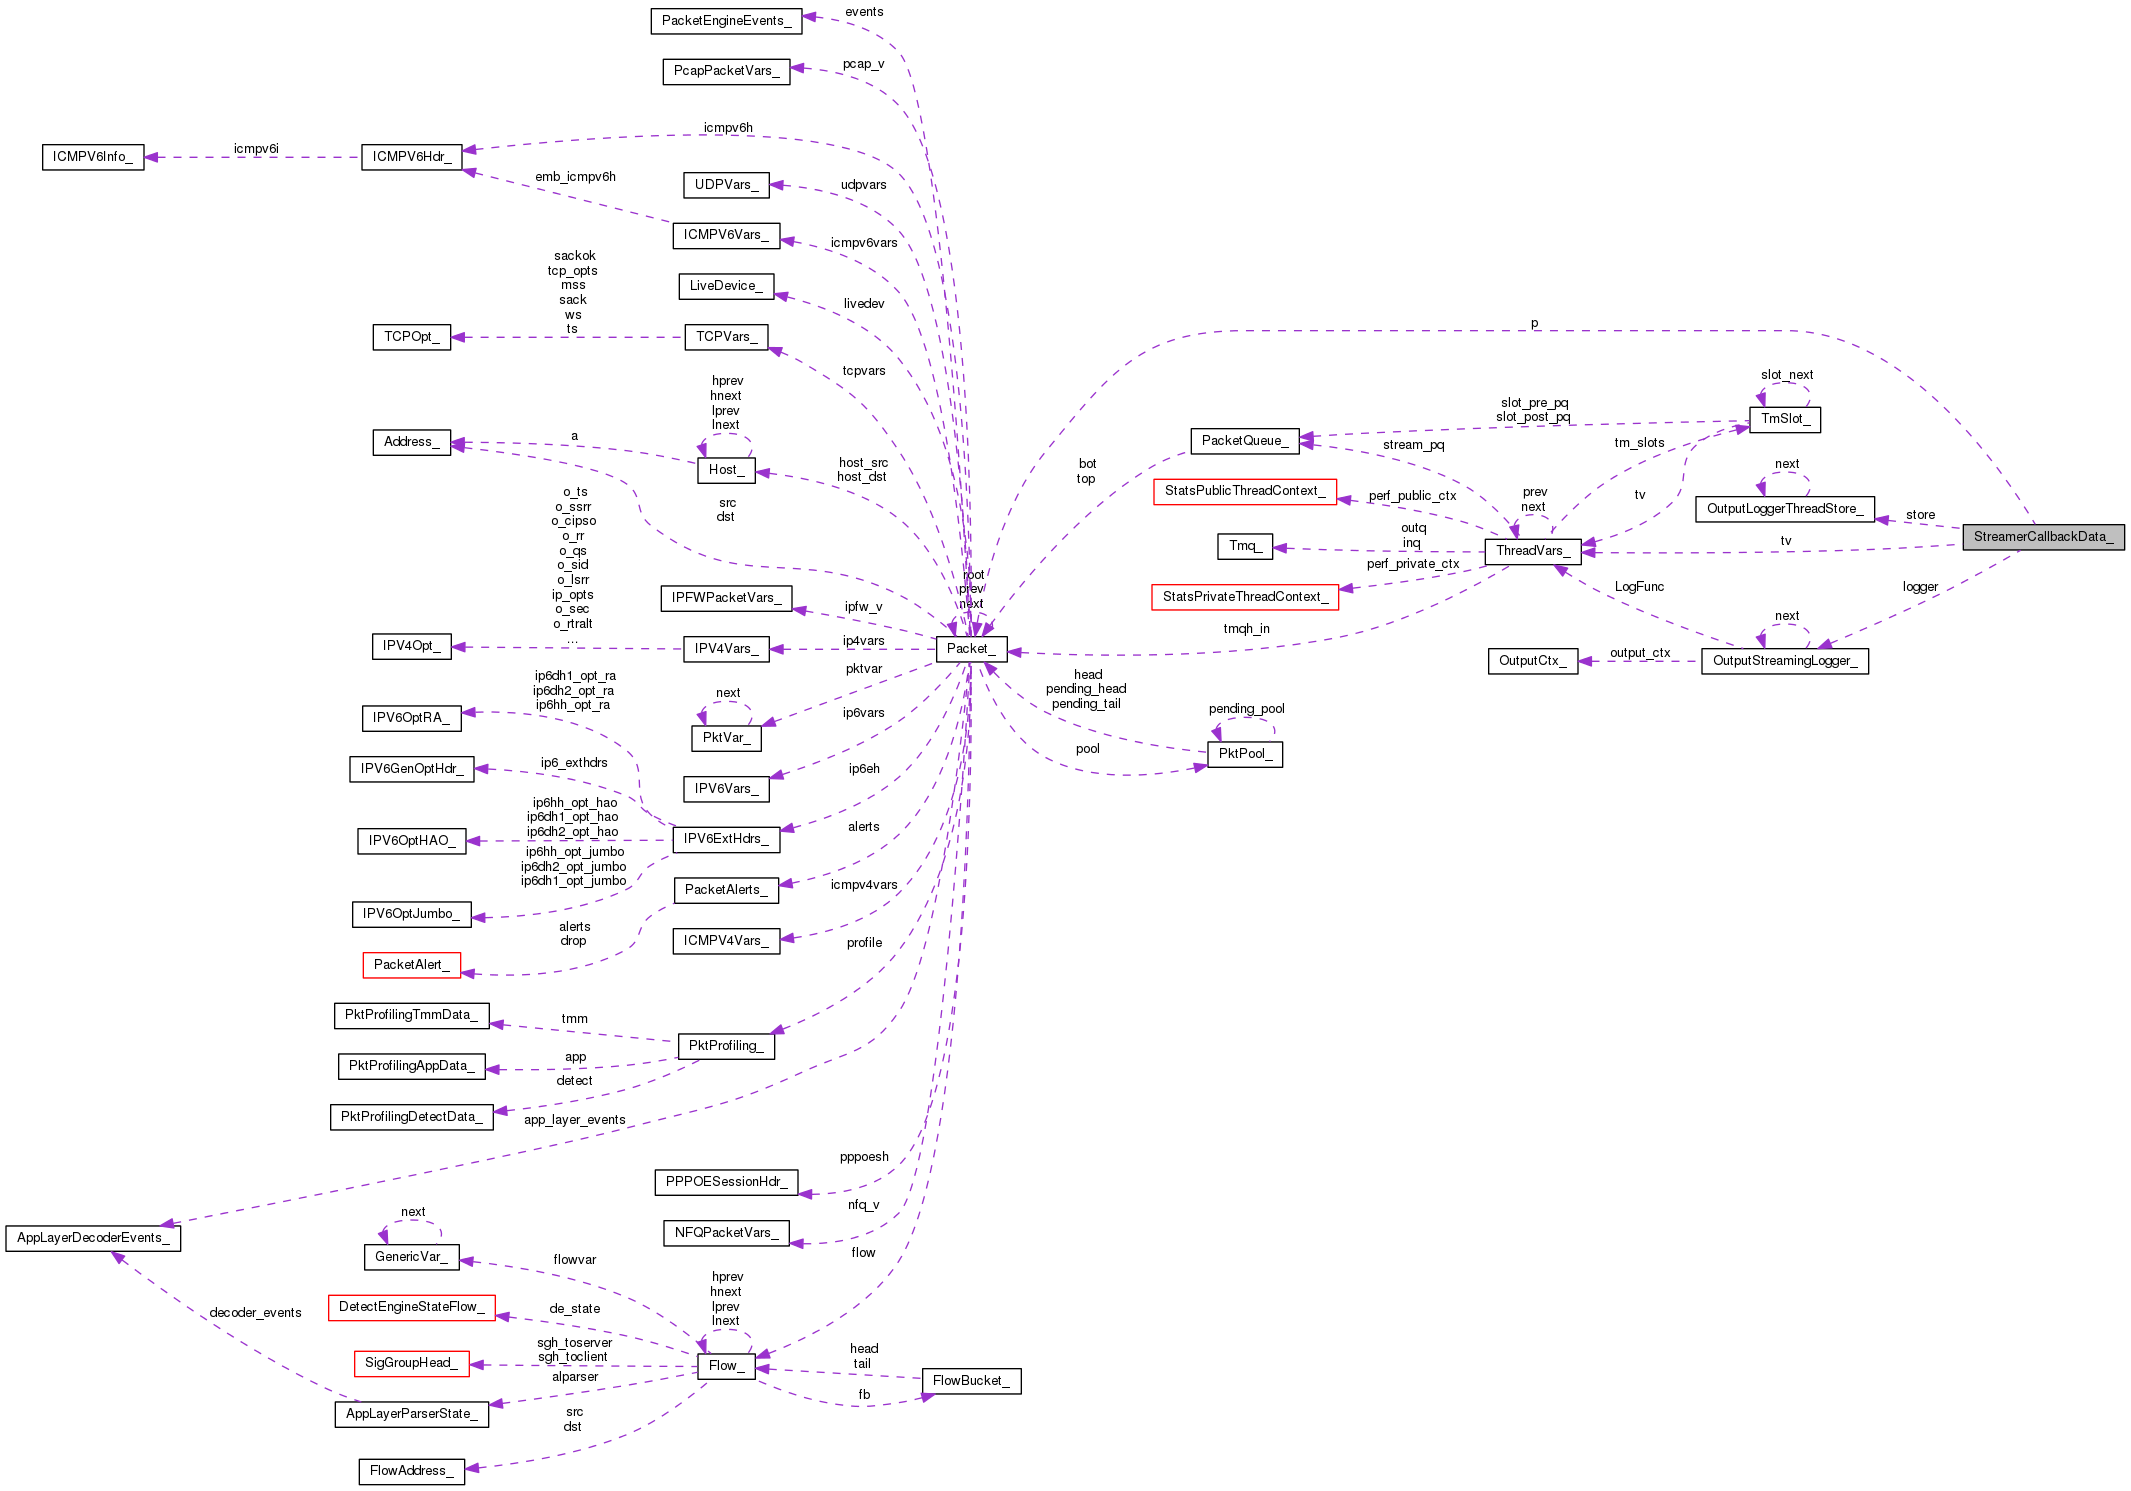 events
PacketEngineEvents_
pcap_v
PcapPacketVars_
icmpv6h
icmpv6i
ICMPV6Info_
ICMPV6Hdr_
emb_icmpv6h
UDPVars_
udpvars
ICMPV6Vars_
icmpv6vars
sackok
tcp_opts
mss
sack
ws
ts
LiveDevice_
livedev
TCPOpt_
TCPVars_
p
tcpvars
slot_next
hprev
hnext
lprev
lnext
slot_pre_pq
slot_post_pq
TmSlot_
Address_
a
PacketQueue_
stream_pq
tm_slots
Host_
host_src
host_dst
bot
top
next
StatsPublicThreadContext_
perf_public_ctx
prev
next
tv
OutputLoggerThreadStore_
store
src
dst
o_ts
o_ssrr
o_cipso
o_rr
o_qs
o_sid
o_lsrr
ip_opts
o_sec
o_rtralt
...
outq
inq
Tmq_
ThreadVars_
tv
StreamerCallbackData_
perf_private_ctx
root
prev
next
IPFWPacketVars_
ipfw_v
StatsPrivateThreadContext_
LogFunc
logger
next
tmqh_in
IPV4Opt_
IPV4Vars_
ip4vars
Packet_
OutputCtx_
output_ctx
OutputStreamingLogger_
pktvar
ip6dh1_opt_ra
ip6dh2_opt_ra
ip6hh_opt_ra
next
head
pending_head
pending_tail
IPV6OptRA_
ip6vars
pending_pool
PktVar_
pool
PktPool_
IPV6GenOptHdr_
ip6_exthdrs
ip6eh
IPV6Vars_
ip6hh_opt_hao
ip6dh1_opt_hao
ip6dh2_opt_hao
alerts
IPV6OptHAO_
IPV6ExtHdrs_
ip6hh_opt_jumbo
ip6dh2_opt_jumbo
ip6dh1_opt_jumbo
PacketAlerts_
icmpv4vars
IPV6OptJumbo_
alerts
drop
ICMPV4Vars_
profile
PacketAlert_
PktProfilingTmmData_
tmm
PktProfiling_
PktProfilingAppData_
app
detect
PktProfilingDetectData_
app_layer_events
pppoesh
PPPOESessionHdr_
nfq_v
next
NFQPacketVars_
AppLayerDecoderEvents_
GenericVar_
flowvar
flow
hprev
hnext
lprev
lnext
decoder_events
DetectEngineStateFlow_
de_state
sgh_toserver
sgh_toclient
SigGroupHead_
Flow_
head
tail
FlowBucket_
alparser
fb
AppLayerParserState_
src
dst
FlowAddress_